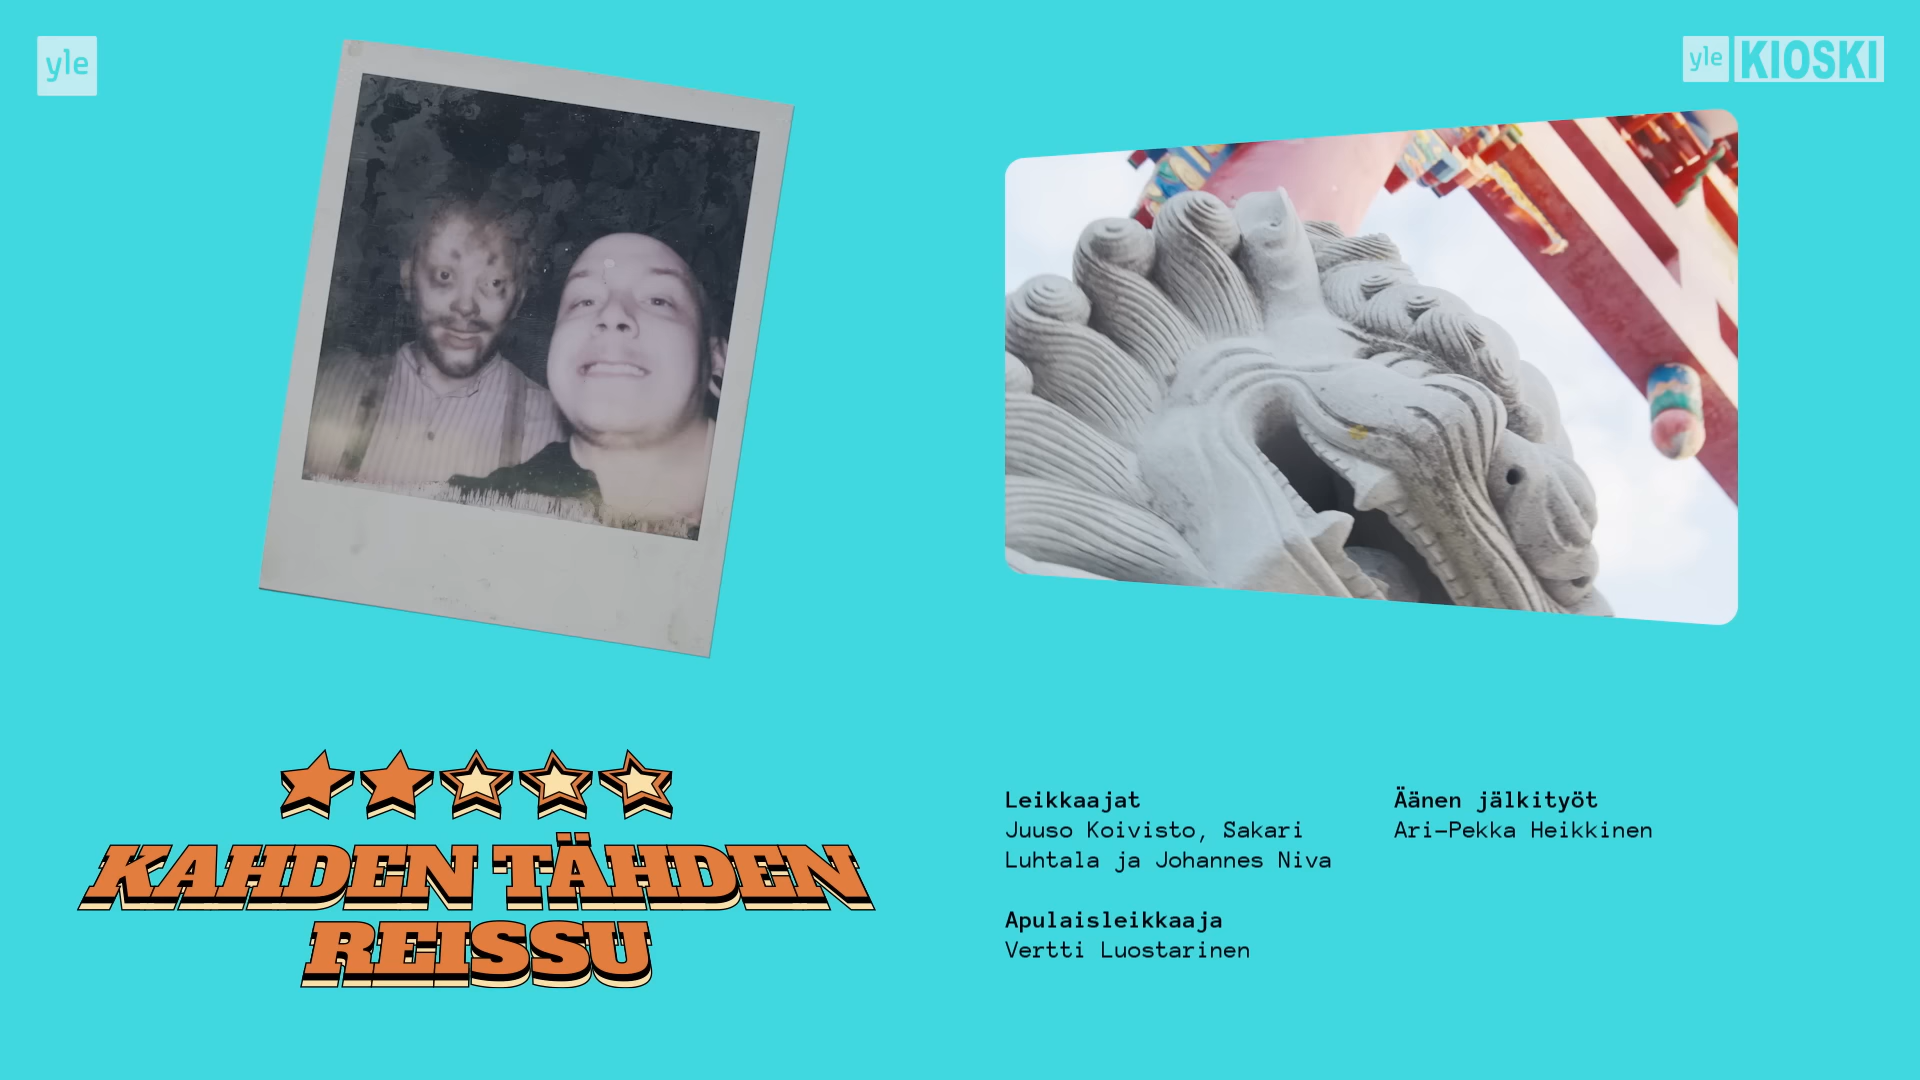 yle
yle KIOSKI
KAHDEN TÄHDEN
REISSU
Leikkaajat
Juuso Koivisto, Sakari
Luhtala ja Johannes Niva
Apulaisleikkaaja
Vertti Luostarinen
Äänen jälkityöt
Ari-Pekka Heikkinen